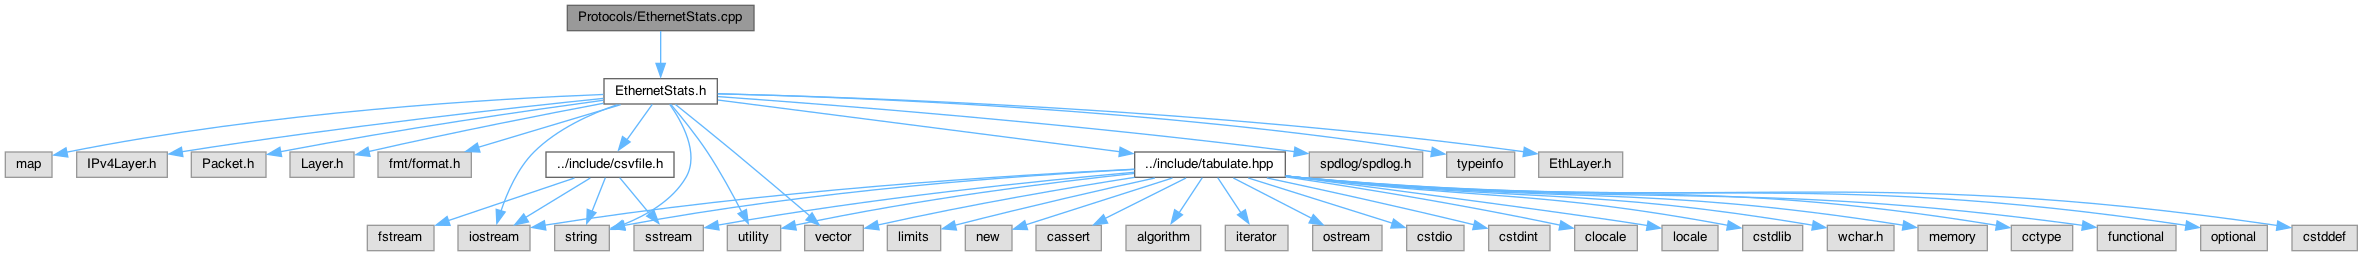 Protocols/EthernetStats.cpp
EthernetStats.h
map
IPv4Layer.h
Packet.h
Layer.h
fmt/format.h
../include/csvfile.h
../include/tabulate.hpp
spdlog/spdlog.h
typeinfo
EthLayer.h
fstream
iostream
string
sstream
utility
vector
limits
new
cassert
algorithm
iterator
ostream
cstdio
cstdint
clocale
locale
cstdlib
wchar.h
memory
cctype
functional
optional
cstddef